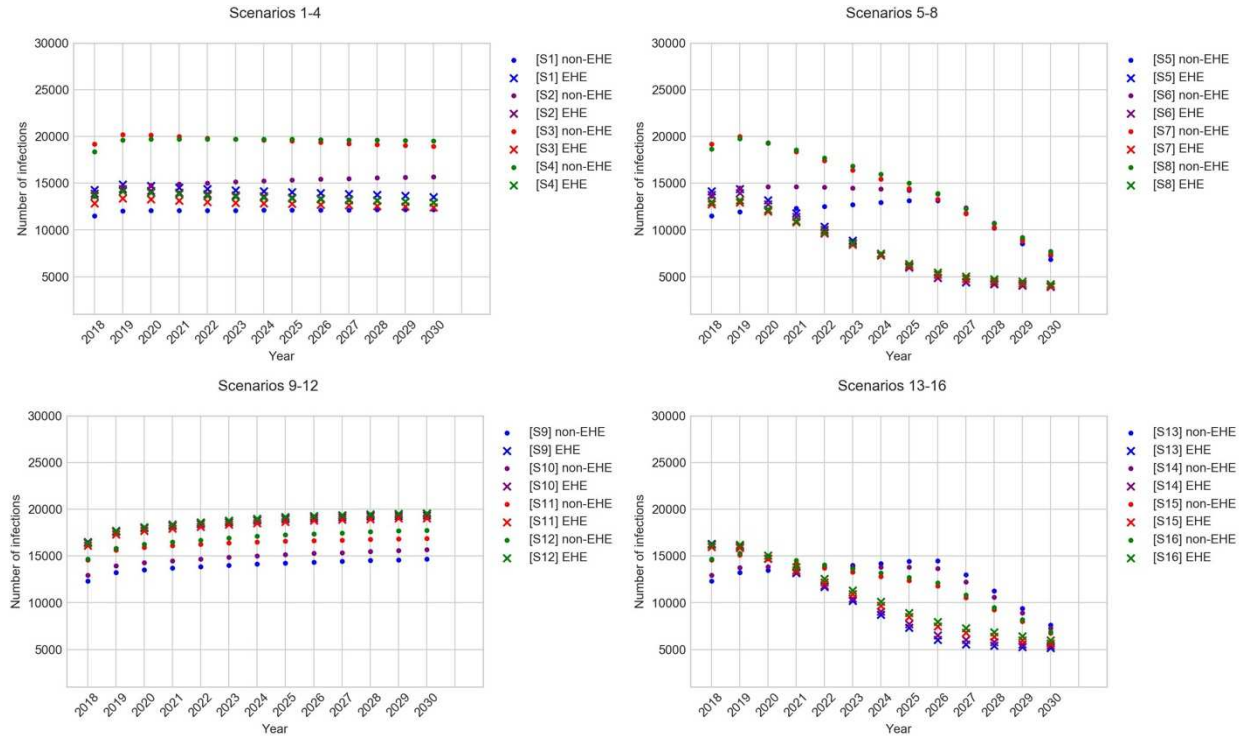 Scenarios 1-4
Number of infections
30000
25000
20000
15000
10000
5000
2018 2019 2020 2021 2022 2023 2024 2025 2026 2027 2028 2029 2030
Year
[S1] non-EHE
[S1] EHE
[S2] non-EHE
[S2] EHE
[S3] non-EHE
[S3] EHE
[S4] non-EHE
[S4] EHE
Scenarios 5-8
Number of infections
30000
25000
20000
15000
10000
5000
2018 2019 2020 2021 2022 2023 2024 2025 2026 2027 2028 2029 2030
Year
[S5] non-EHE
[S5] EHE
[S6] non-EHE
[S6] EHE
[S7] non-EHE
[S7] EHE
[S8] non-EHE
[S8] EHE
Scenarios 9-12
Number of infections
30000
25000
20000
15000
10000
5000
2018 2019 2020 2021 2022 2023 2024 2025 2026 2027 2028 2029 2030
Year
[S9] non-EHE
[S9] EHE
[S10] non-EHE
[S10] EHE
[S11] non-EHE
[S11] EHE
[S12] non-EHE
[S12] EHE
Scenarios 13-16
Number of infections
30000
25000
20000
15000
10000
5000
2018 2019 2020 2021 2022 2023 2024 2025 2026 2027 2028 2029 2030
Year
[S13] non-EHE
[S13] EHE
[S14] non-EHE
[S14] EHE
[S15] non-EHE
[S15] EHE
[S16] non-EHE
[S16] EHE